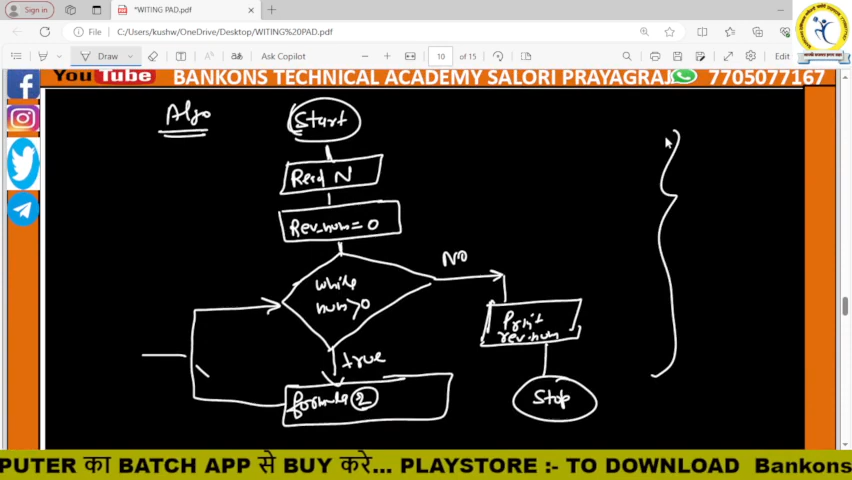 Sign in
*WITING PAD.pdf
File
C:/Users/kushw/OneDrive/Desktop/WITING%20PAD.pdf
Draw
Ask Copilot
10 of 15
Edit
You Tube BANKONS TECHNICAL ACADEMY SALORI PRAYAGRAJ 7705077167
Algo
Start
Read N
Rev_num = 0
while
num>0
NO
Print
rev_num
true
formula 2
Stop
PUTER का BATCH APP से BUY करे... PLAYSTORE :- TO DOWNLOAD Bankons